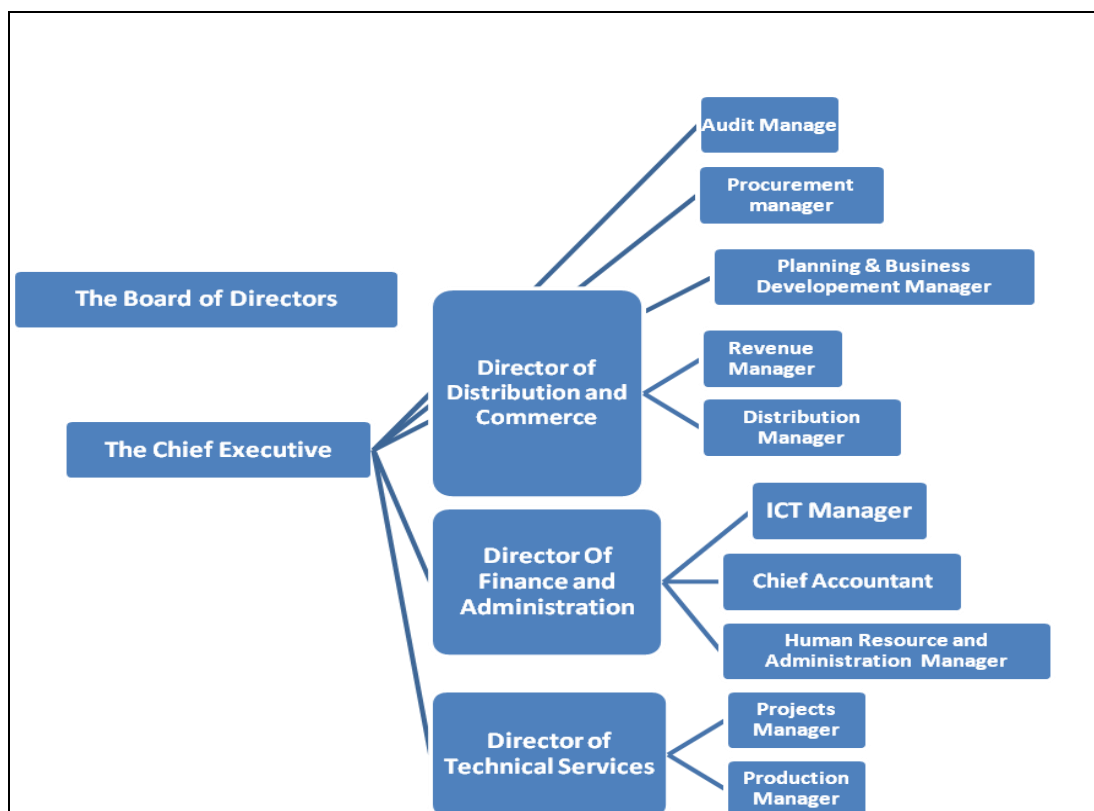 Audit Manage
Procurement
manager
Planning & Business
Developement Manager
The Board of Directors
Director of
Distribution and
Commerce
Revenue
Manager
Distribution
Manager
The Chief Executive
ICT Manager
Director Of
Finance and
Administration
Chief Accountant
Human Resource and
Administration Manager
Director of
Technical Services
Projects
Manager
Production
Manager